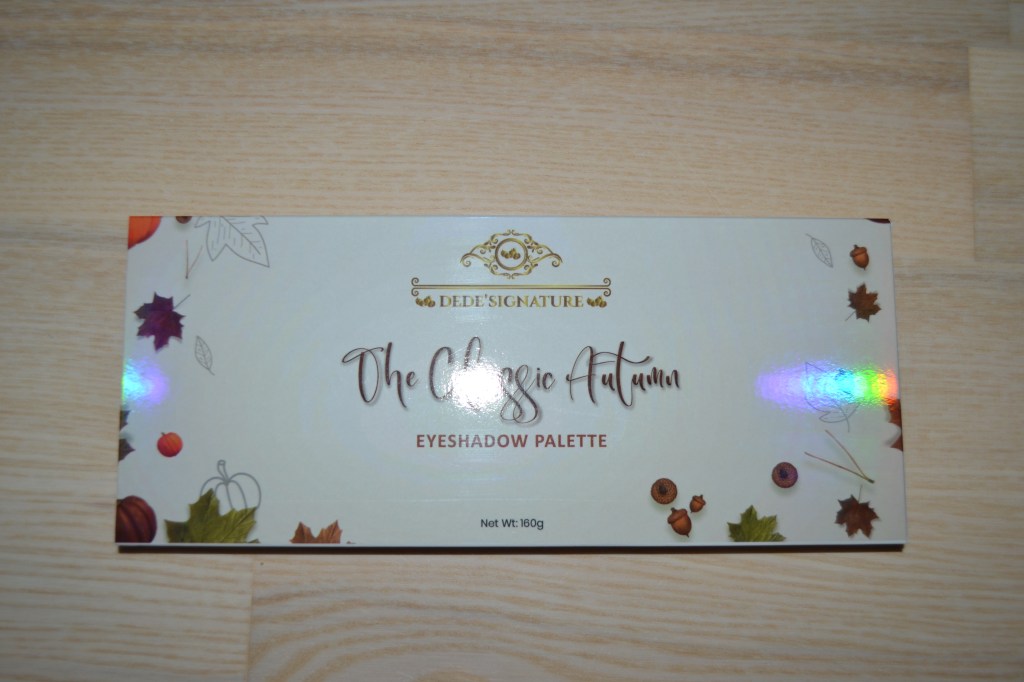 DEDE'SIGNATURE
The Classic Autumn
EYESHADOW PALETTE
Net Wt: 160g